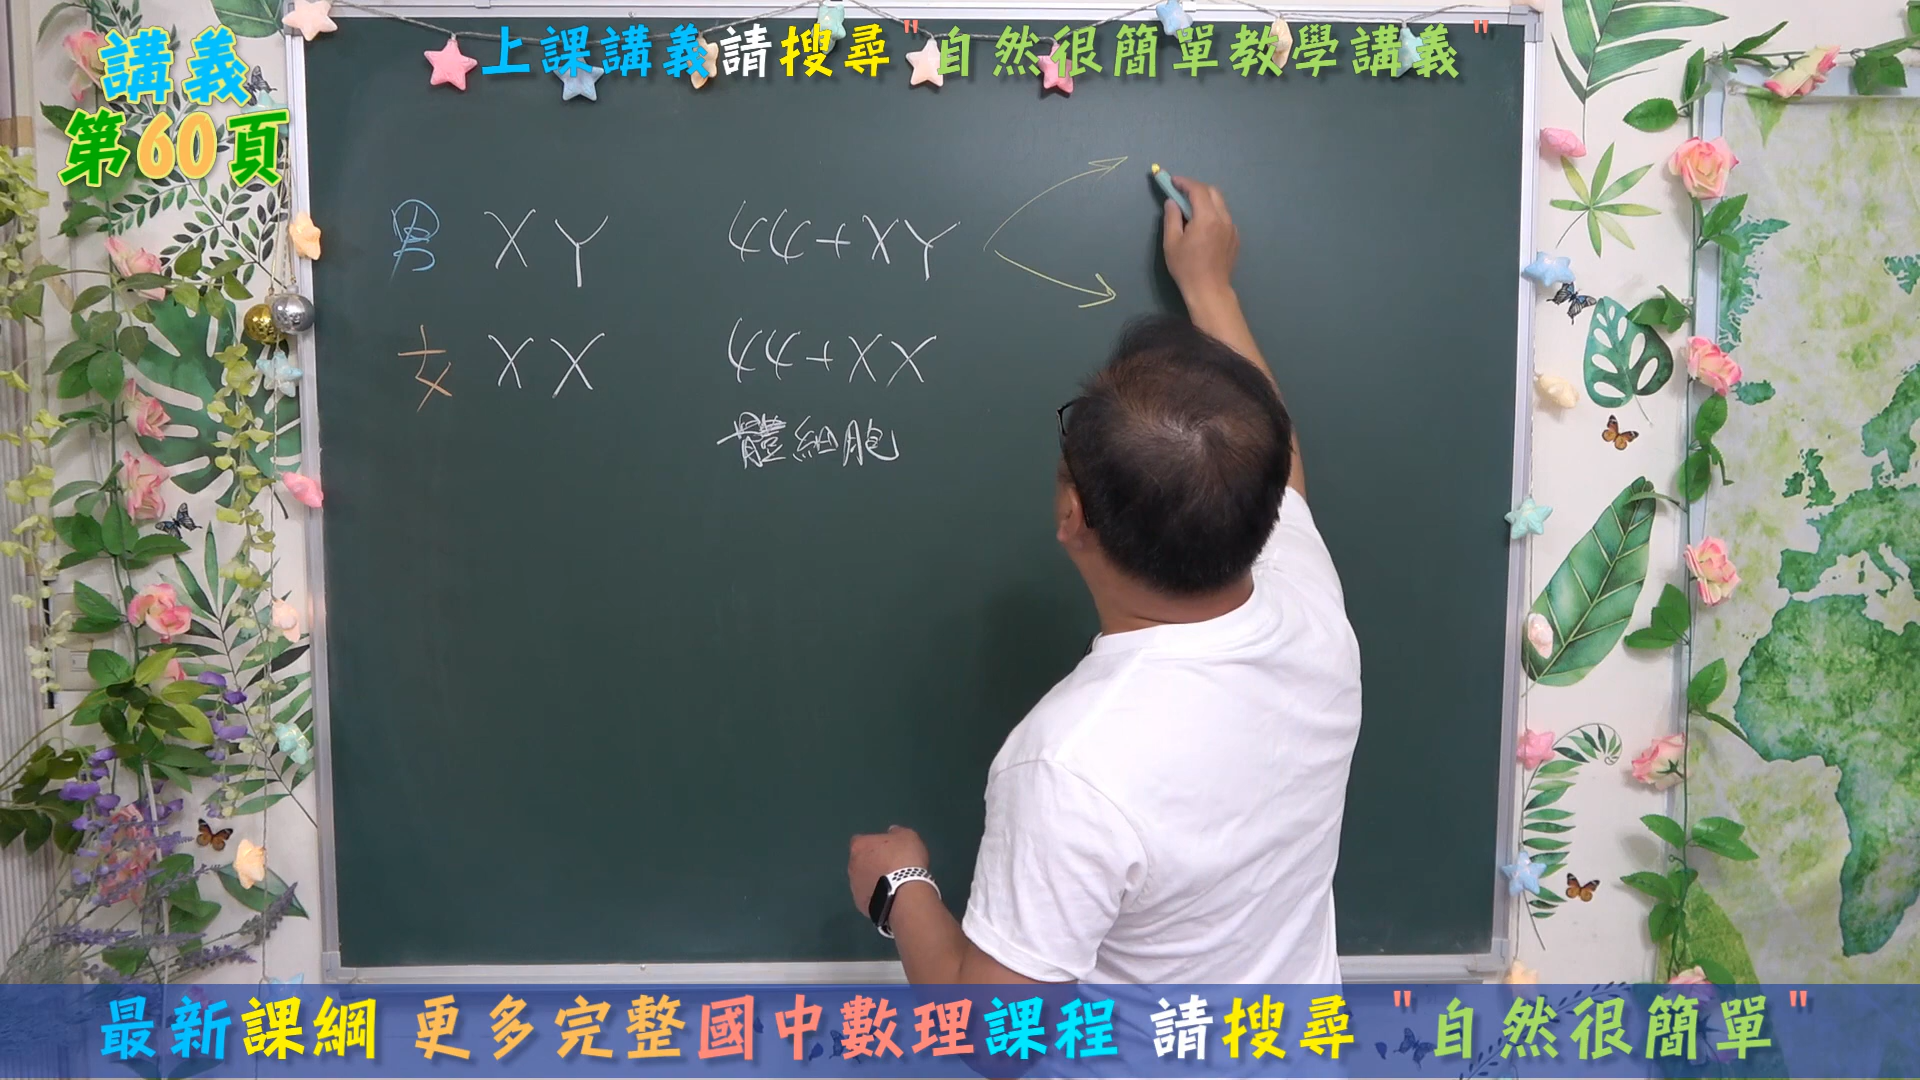 上課講義請搜尋"自然很簡單教學講義"
講義
第60頁
男 XY 44+XY
女 XX 44+XX
體細胞
最新課綱 更多完整國中數理課程 請搜尋 "自然很簡單"